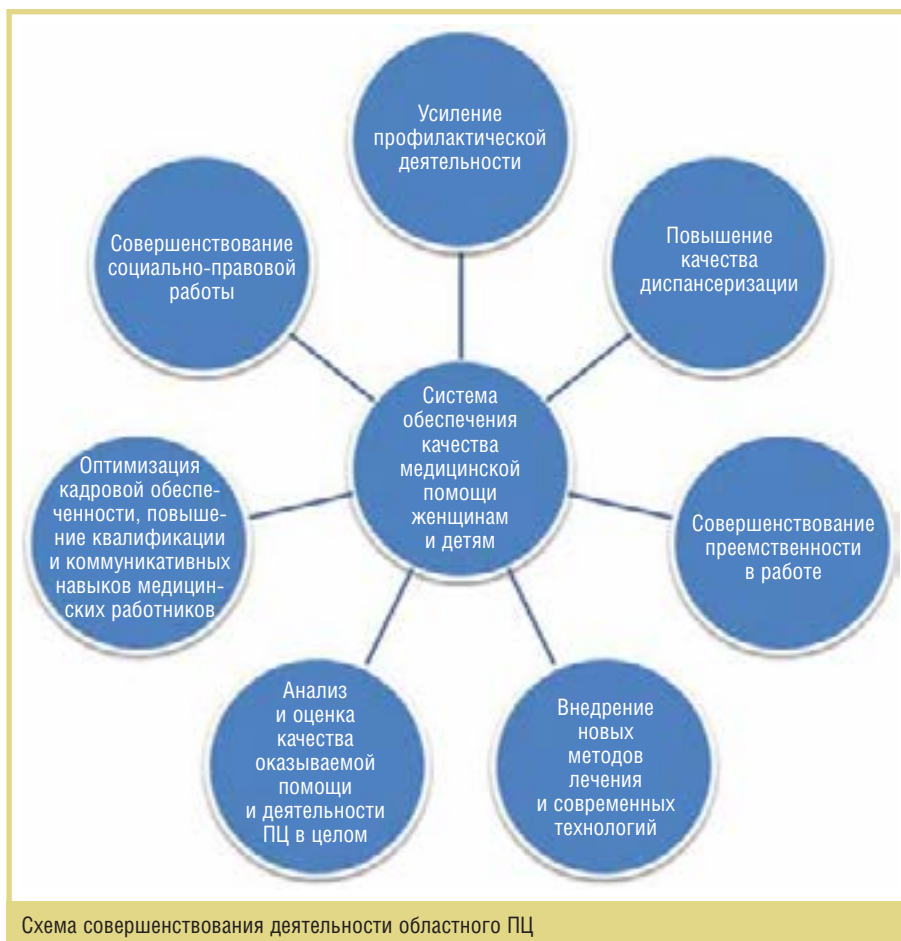 Усиление
профилактической
деятельности
Совершенствование
социально-правовой
работы
Повышение
качества
диспансеризации
Система
обеспечения
качества
медицинской
помощи
женщинам
и детям
Оптимизация
кадровой обеспе-
ченности, повыше-
ние квалификации
и коммуникативных
навыков медицин-
ских работников
Совершенствование
преемственности
в работе
Анализ
и оценка
качества
оказываемой
помощи
и деятельности
ПЦ в целом
Внедрение
новых
методов
лечения
и современных
технологий
Схема совершенствования деятельности областного ПЦ